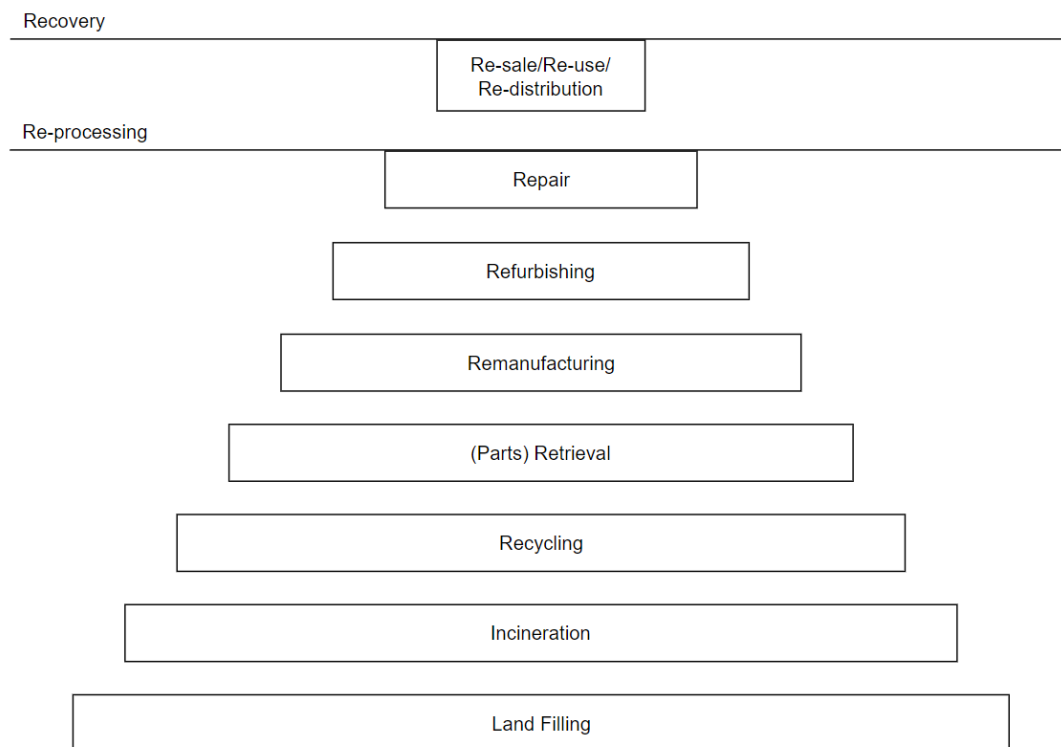 Recovery
Re-sale/Re-use/
Re-distribution
Re-processing
Repair
Refurbishing
Remanufacturing
(Parts) Retrieval
Recycling
Incineration
Land Filling